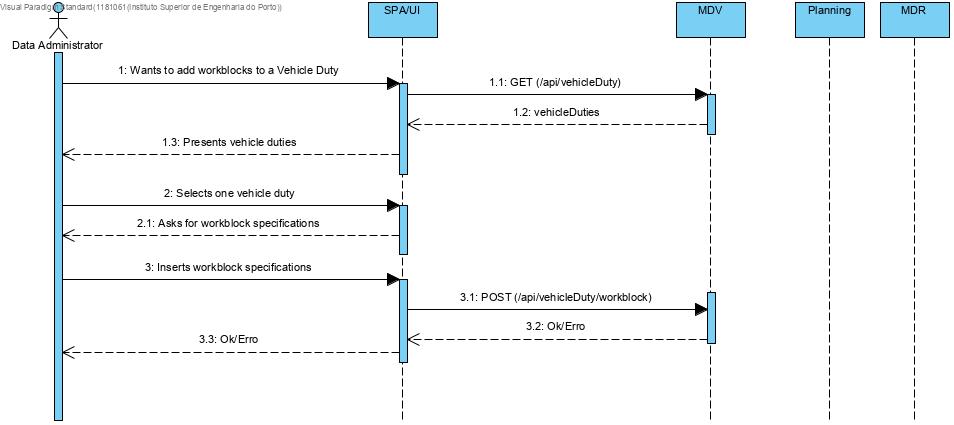 Visual Paradigm Standard(1181061(Instituto Superior de Engenharia do Porto))
SPA/UI
MDV
Planning
MDR
Data Administrator
1: Wants to add workblocks to a Vehicle Duty
1.1: GET (/api/vehicleDuty)
1.2: vehicleDuties
1.3: Presents vehicle duties
2: Selects one vehicle duty
2.1: Asks for workblock specifications
3: Inserts workblock specifications
3.1: POST (/api/vehicleDuty/workblock)
3.2: Ok/Erro
3.3: Ok/Erro